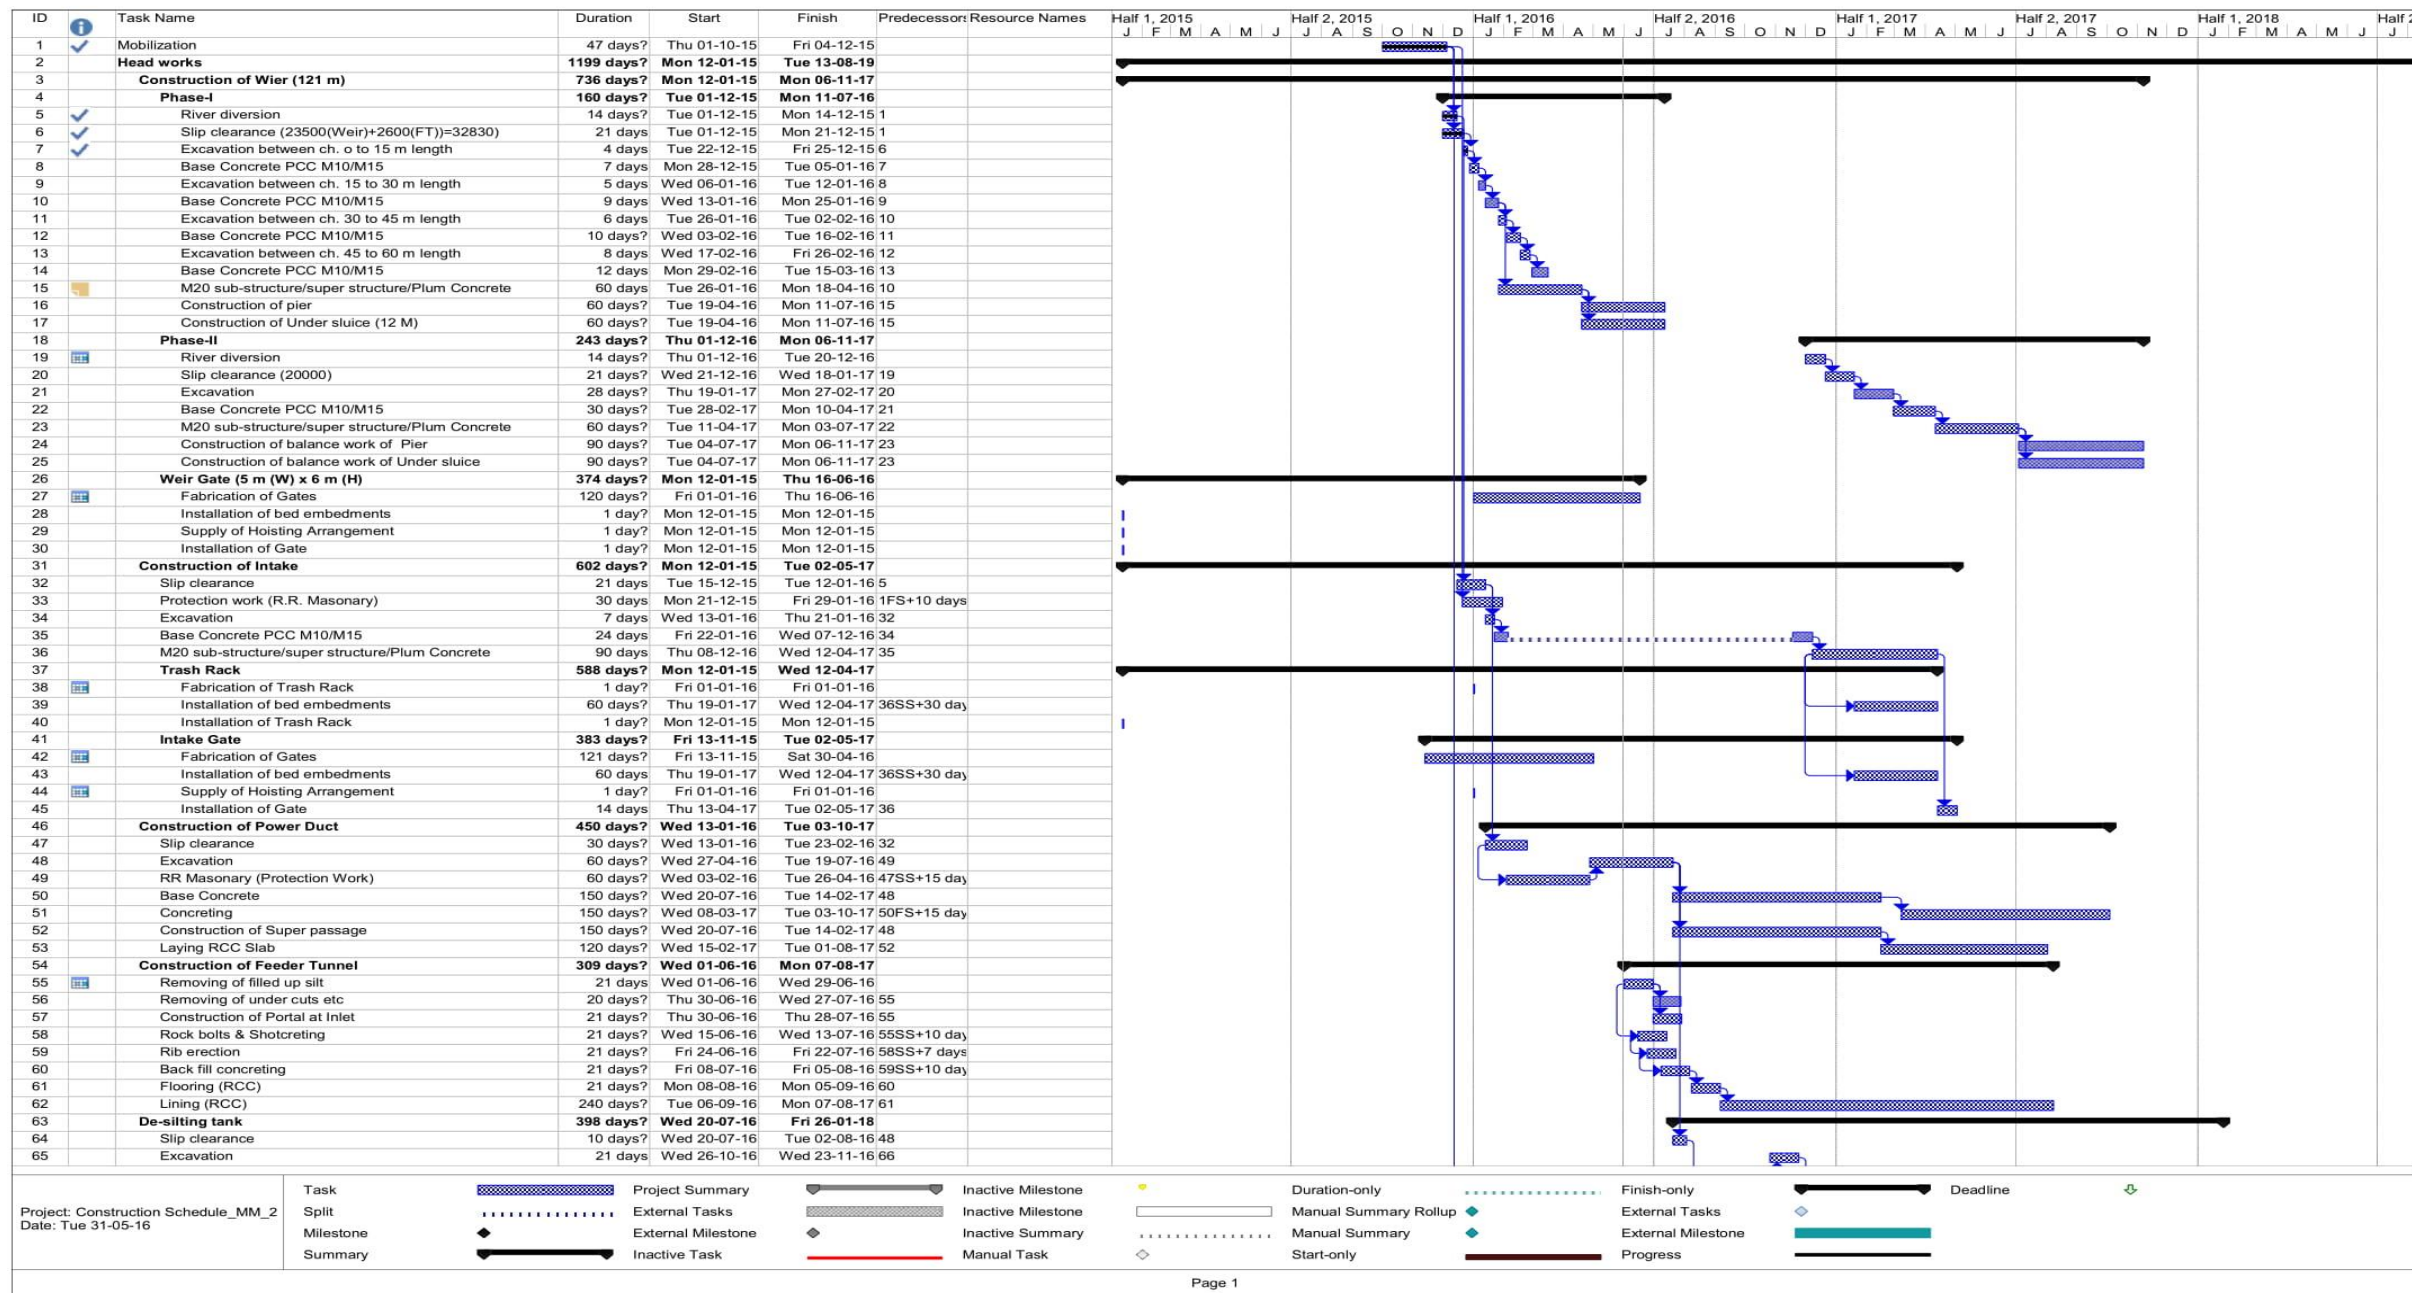 ID Task Name Duration Start Finish Predecessors Resource Names Half 1, 2015 Half 2, 2015 Half 1, 2016 Half 2, 2016 Half 1, 2017 Half 2, 2017 Half 1, 2018 Half
J F M A M J J A S O N D J F M A M J J A S O N D J F M A M J J A S O N D J F M A M J J
1 Mobilization 47 days? Thu 01-10-15 Fri 04-12-15
2 Head works 1199 days? Mon 12-01-15 Tue 13-08-19
3 Construction of Wier (121 m) 736 days? Mon 12-01-15 Mon 06-11-17
4 Phase-I 160 days? Tue 01-12-15 Mon 11-07-16
5 River diversion 14 days? Tue 01-12-15 Mon 14-12-15 1
6 Slip clearance (23500(Weir)+2600(FT))=32830) 21 days Tue 01-12-15 Mon 21-12-15 1
7 Excavation between ch. o to 15 m length 4 days Tue 22-12-15 Fri 25-12-15 6
8 Base Concrete PCC M10/M15 7 days Mon 28-12-15 Tue 05-01-16 7
9 Excavation between ch. 15 to 30 m length 5 days Wed 06-01-16 Tue 12-01-16 8
10 Base Concrete PCC M10/M15 9 days Wed 13-01-16 Mon 25-01-16 9
11 Excavation between ch. 30 to 45 m length 6 days Tue 26-01-16 Tue 02-02-16 10
12 Base Concrete PCC M10/M15 10 days? Wed 03-02-16 Tue 16-02-16 11
13 Excavation between ch. 45 to 60 m length 8 days Wed 17-02-16 Fri 26-02-16 12
14 Base Concrete PCC M10/M15 12 days Mon 29-02-16 Tue 15-03-16 13
15 M20 sub-structure/super structure/Plum Concrete 60 days Tue 26-01-16 Mon 18-04-16 10
16 Construction of pier 60 days? Tue 19-04-16 Mon 11-07-16 15
17 Construction of Under sluice (12 M) 60 days? Tue 19-04-16 Mon 11-07-16 15
18 Phase-II 243 days? Thu 01-12-16 Mon 06-11-17
19 River diversion 14 days? Thu 01-12-16 Tue 20-12-16
20 Slip clearance (20000) 21 days? Wed 21-12-16 Wed 18-01-17 19
21 Excavation 28 days? Thu 19-01-17 Mon 27-02-17 20
22 Base Concrete PCC M10/M15 30 days? Tue 28-02-17 Mon 10-04-17 21
23 M20 sub-structure/super structure/Plum Concrete 60 days? Tue 11-04-17 Mon 03-07-17 22
24 Construction of balance work of Pier 90 days? Tue 04-07-17 Mon 06-11-17 23
25 Construction of balance work of Under sluice 90 days? Tue 04-07-17 Mon 06-11-17 23
26 Weir Gate (5 m (W) x 6 m (H) 374 days? Mon 12-01-15 Thu 16-06-16
27 Fabrication of Gates 120 days? Fri 01-01-16 Thu 16-06-16
28 Installation of bed embedments 1 day? Mon 12-01-15 Mon 12-01-15
29 Supply of Hoisting Arrangement 1 day? Mon 12-01-15 Mon 12-01-15
30 Installation of Gate 1 day? Mon 12-01-15 Mon 12-01-15
31 Construction of Intake 602 days? Mon 12-01-15 Tue 02-05-17
32 Slip clearance 21 days Tue 15-12-15 Tue 12-01-16 5
33 Protection work (R.R. Masonary) 30 days Mon 21-12-15 Fri 29-01-16 1FS+10 days
34 Excavation 7 days Wed 13-01-16 Thu 21-01-16 32
35 Base Concrete PCC M10/M15 24 days Fri 22-01-16 Wed 07-12-16 34
36 M20 sub-structure/super structure/Plum Concrete 90 days Thu 08-12-16 Wed 12-04-17 35
37 Trash Rack 588 days? Mon 12-01-15 Wed 12-04-17
38 Fabrication of Trash Rack 1 day? Fri 01-01-16 Fri 01-01-16
39 Installation of bed embedments 60 days? Thu 19-01-17 Wed 12-04-17 36SS+30 day
40 Installation of Trash Rack 1 day? Mon 12-01-15 Mon 12-01-15
41 Intake Gate 383 days? Fri 13-11-15 Tue 02-05-17
42 Fabrication of Gates 121 days? Fri 13-11-15 Sat 30-04-16
43 Installation of bed embedments 60 days Thu 19-01-17 Wed 12-04-17 36SS+30 day
44 Supply of Hoisting Arrangement 1 day? Fri 01-01-16 Fri 01-01-16
45 Installation of Gate 14 days Thu 13-04-17 Tue 02-05-17 36
46 Construction of Power Duct 450 days? Wed 13-01-16 Tue 03-10-17
47 Slip clearance 30 days? Wed 13-01-16 Tue 23-02-16 32
48 Excavation 60 days? Wed 27-04-16 Tue 19-07-16 49
49 RR Masonary (Protection Work) 60 days? Wed 03-02-16 Tue 26-04-16 47SS+15 day
50 Base Concrete 150 days? Wed 20-07-16 Tue 14-02-17 48
51 Concreting 150 days? Wed 08-03-17 Tue 03-10-17 50FS+15 day
52 Construction of Super passage 150 days? Wed 20-07-16 Tue 14-02-17 48
53 Laying RCC Slab 120 days? Wed 15-02-17 Tue 01-08-17 52
54 Construction of Feeder Tunnel 309 days? Wed 01-06-16 Mon 07-08-17
55 Removing of filled up silt 21 days Wed 01-06-16 Wed 29-06-16
56 Removing of under cuts etc 20 days? Thu 30-06-16 Wed 27-07-16 55
57 Construction of Portal at Inlet 21 days? Thu 30-06-16 Thu 28-07-16 55
58 Rock bolts & Shotcreting 21 days? Wed 15-06-16 Wed 13-07-16 55SS+10 day
59 Rib erection 21 days? Fri 24-06-16 Fri 22-07-16 58SS+7 days
60 Back fill concreting 21 days? Fri 08-07-16 Fri 05-08-16 59SS+10 day
61 Flooring (RCC) 21 days? Mon 08-08-16 Mon 05-09-16 60
62 Lining (RCC) 240 days? Tue 06-09-16 Mon 07-08-17 61
63 De-silting tank 398 days? Wed 20-07-16 Fri 26-01-18
64 Slip clearance 10 days? Wed 20-07-16 Tue 02-08-16 48
65 Excavation 21 days Wed 26-10-16 Wed 23-11-16 66
Project: Construction Schedule_MM_2
Date: Tue 31-05-16
Task Project Summary Inactive Milestone Duration-only Finish-only Deadline
Split External Tasks Inactive Milestone Manual Summary Rollup External Tasks
Milestone External Milestone Inactive Summary Manual Summary External Milestone
Summary Inactive Task Manual Task Start-only Progress
Page 1